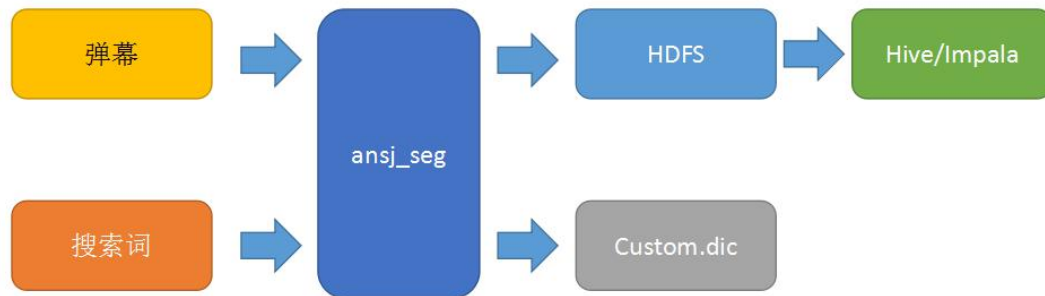 弹幕
HDFS
Hive/Impala
ansj_seg
搜索词
Custom.dic